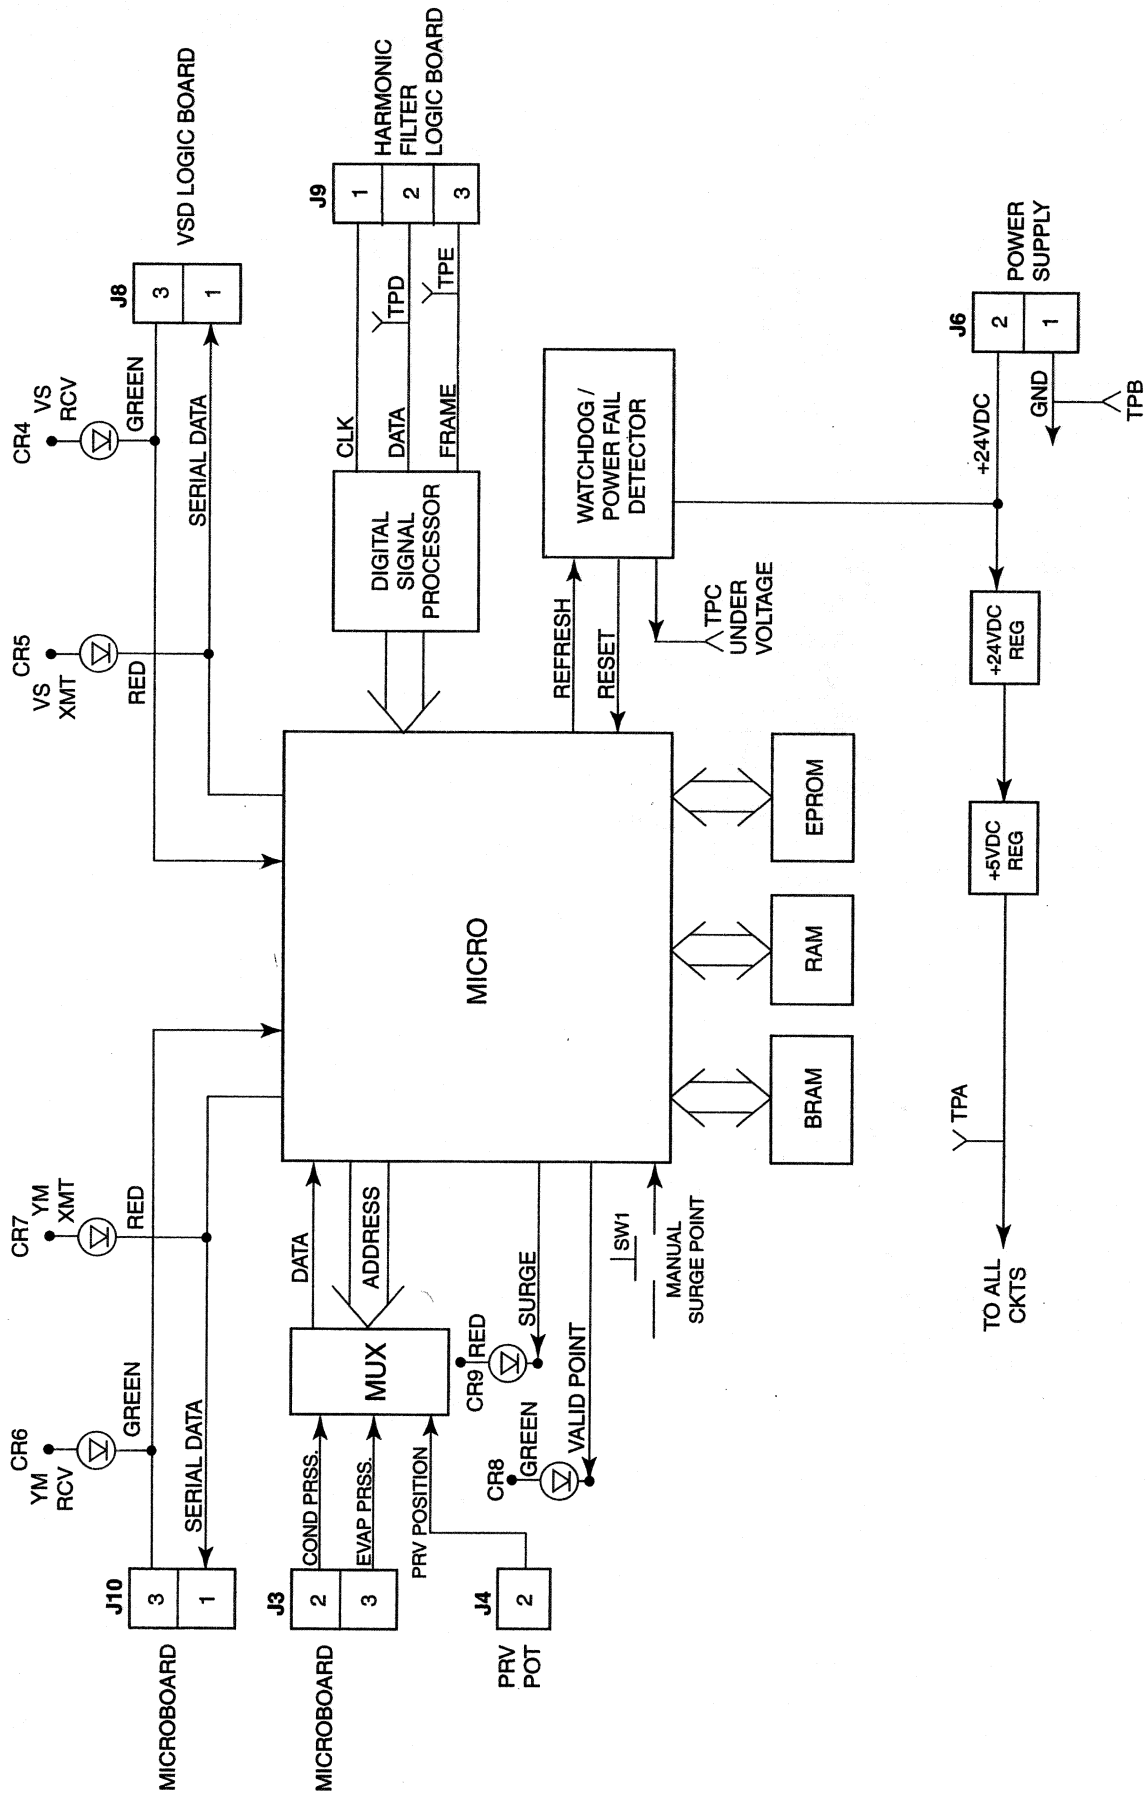 CR6
YM
RCV
GREEN
CR7
YM
XMT
RED
CR5
VS
XMT
RED
CR4
VS
RCV
GREEN
J10
3
1
MICROBOARD
SERIAL DATA
SERIAL DATA
J8
3
1
VSD LOGIC BOARD
J3
2
3
MICROBOARD
COND PRSS.
EVAP PRSS.
PRV POSITION
MUX
DATA
ADDRESS
MICRO
DIGITAL
SIGNAL
PROCESSOR
CLK
DATA
FRAME
TPD
TPE
J9
1
2
3
HARMONIC
FILTER
LOGIC BOARD
J4
2
PRV
POT
CR9
RED
SURGE
CR8
GREEN
VALID POINT
SW1
MANUAL
SURGE POINT
REFRESH
RESET
WATCHDOG /
POWER FAIL
DETECTOR
TPC
UNDER
VOLTAGE
BRAM
RAM
EPROM
TO ALL
CKTS
TPA
+5VDC
REG
+24VDC
REG
+24VDC
GND
TPB
J6
2
1
POWER
SUPPLY